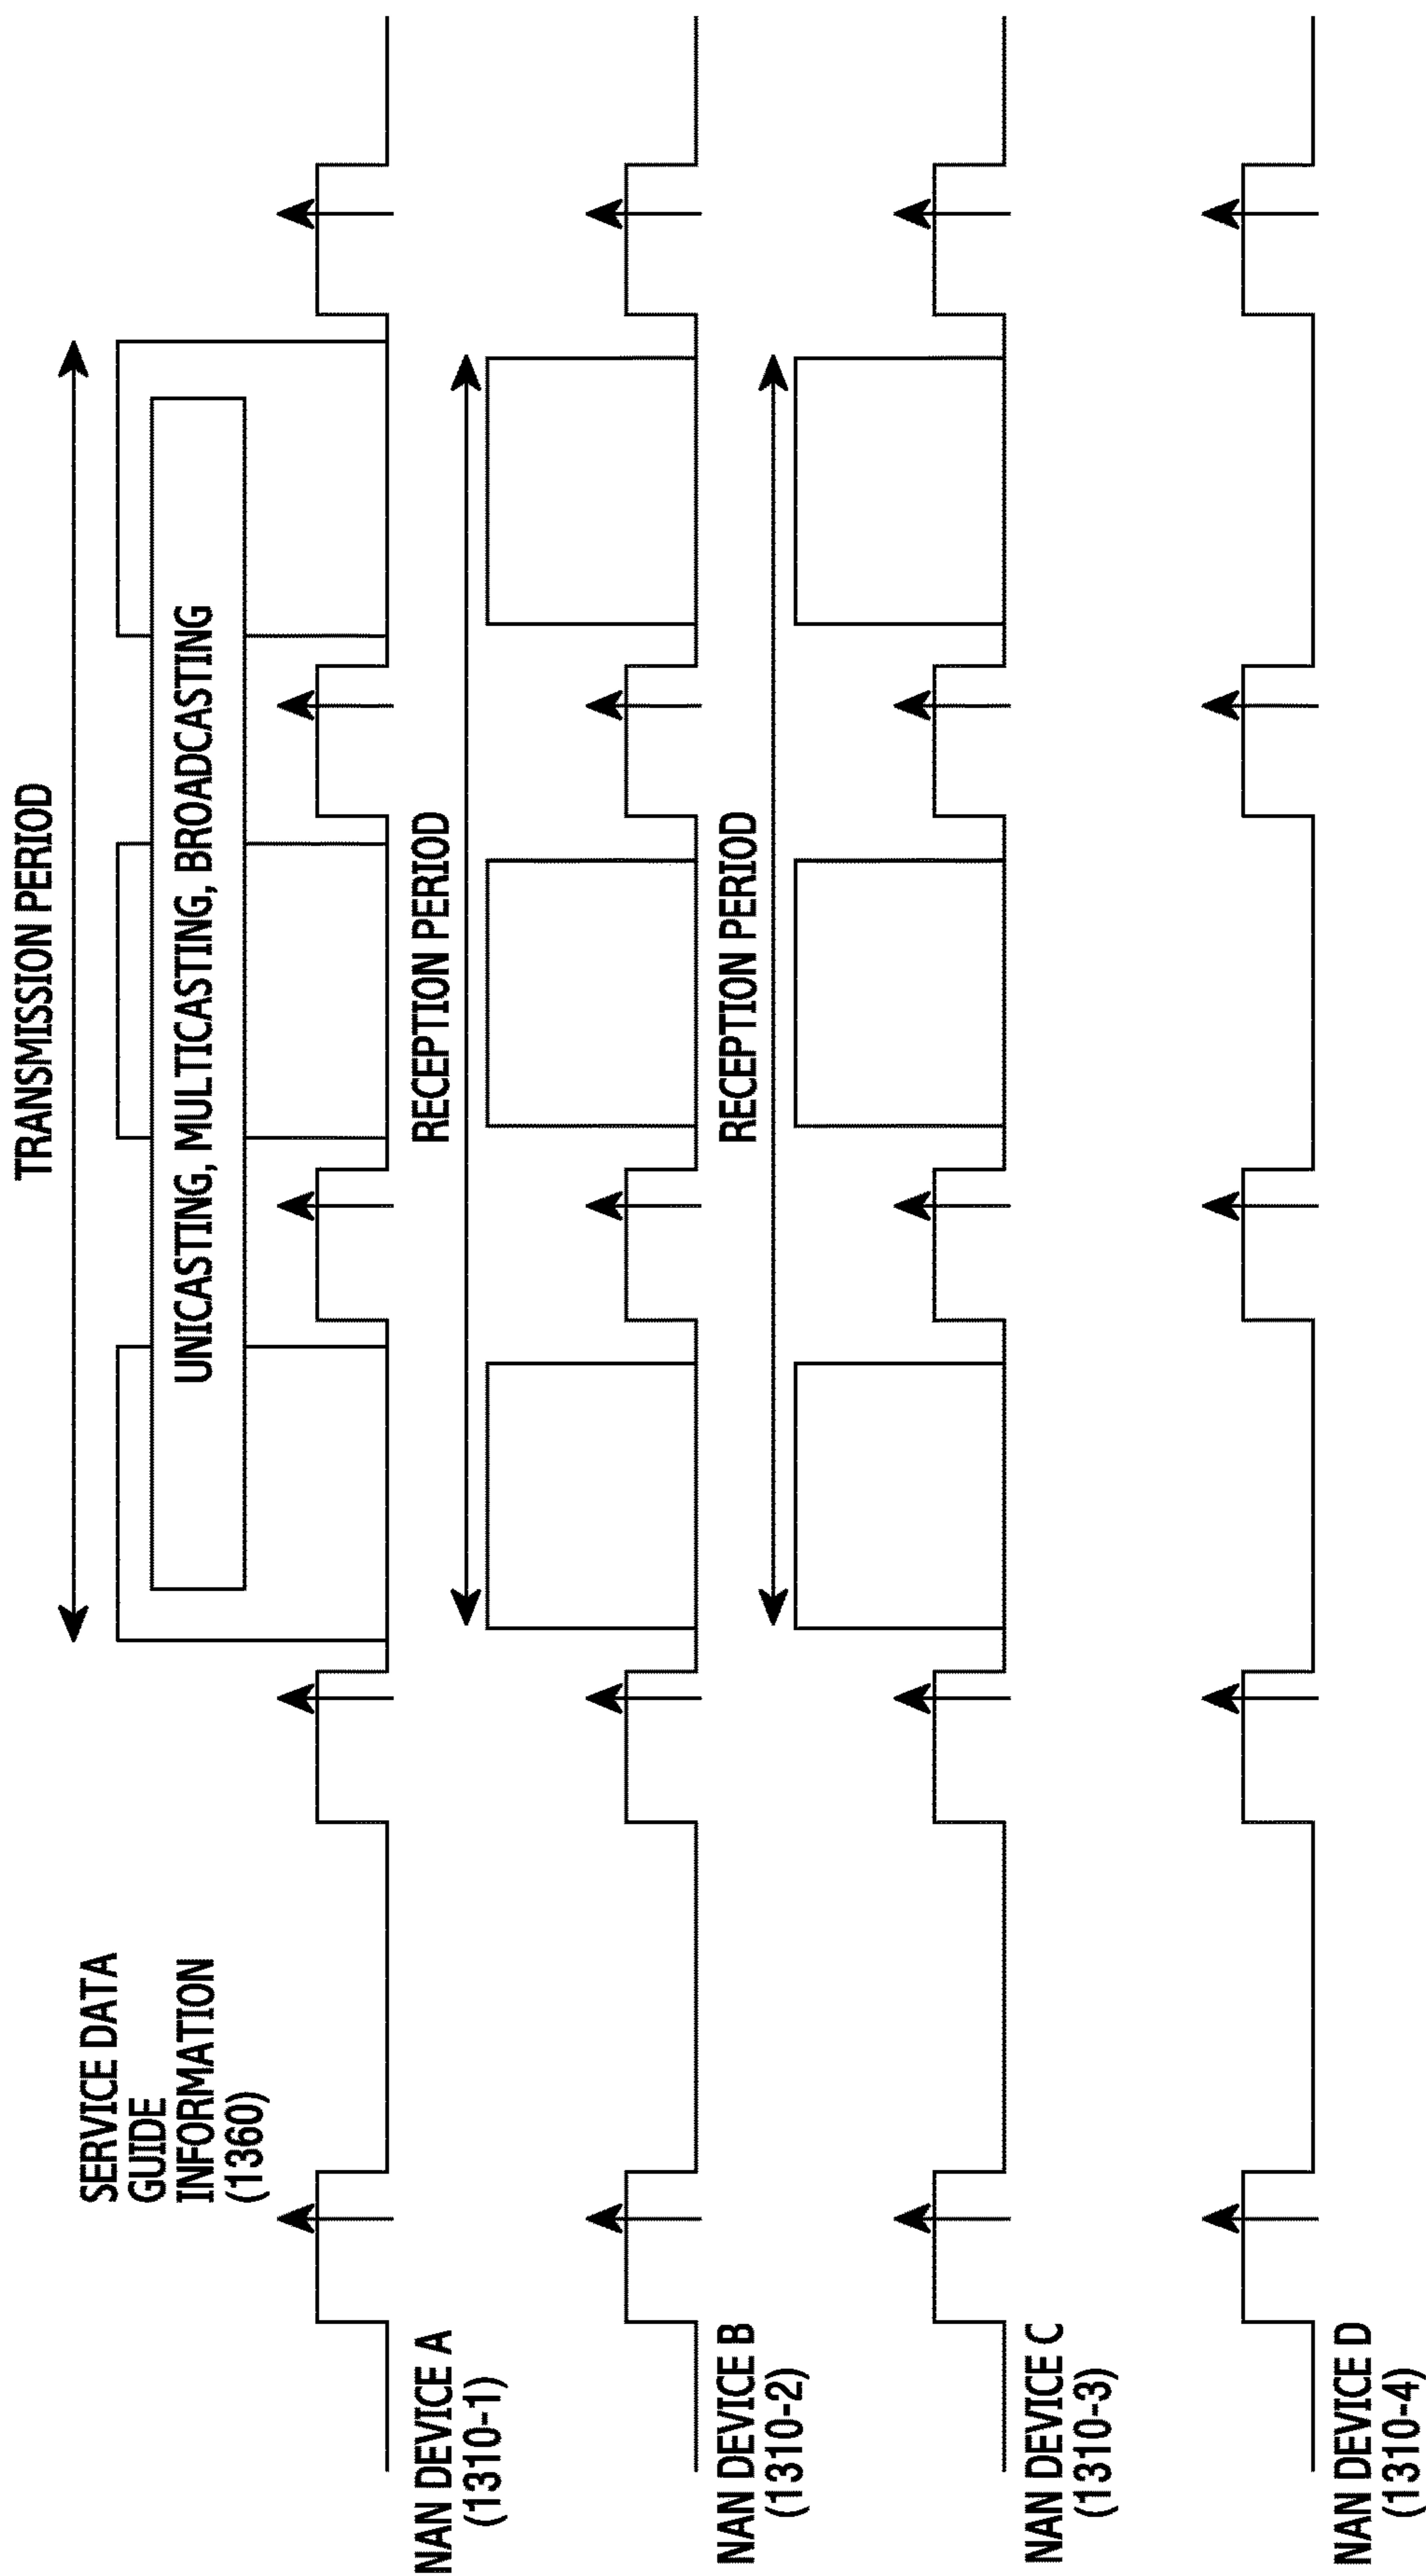 TRANSMISSION PERIOD
SERVICE DATA
GUIDE
INFORMATION
(1360)
UNICASTING, MULTICASTING, BROADCASTING
NAN DEVICE A
(1310-1)
RECEPTION PERIOD
NAN DEVICE B
(1310-2)
RECEPTION PERIOD
NAN DEVICE C
(1310-3)
NAN DEVICE D
(1310-4)